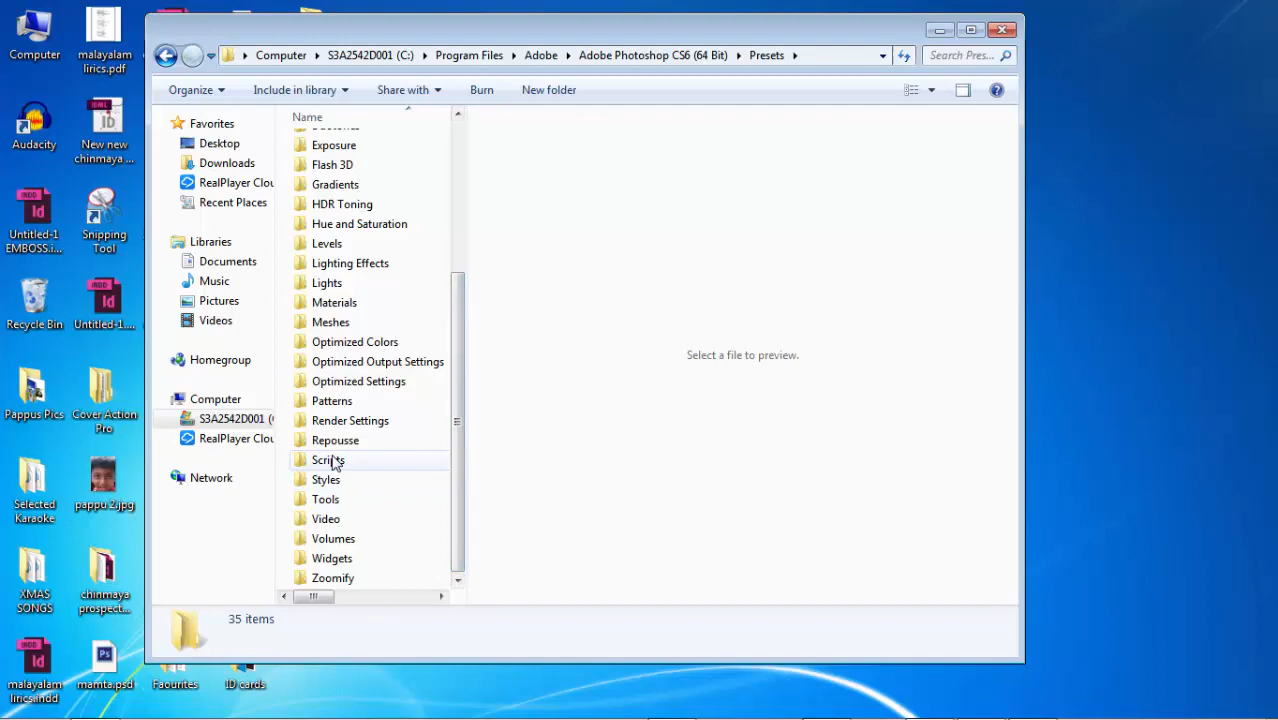 Computer
malayalam
lirics.pdf
Audacity
New new
chinmaya ...
Untitled-1
EMBOSS.i...
Snipping
Tool
Recycle Bin
Untitled-1....
Pappus Pics
Cover Action
Pro
Selected
Karaoke
pappu 2.jpg
XMAS
SONGS
chinmaya
prospect...
malayalam
lirics.indd
mamta.psd
Faourites
ID cards
Computer
S3A2542D001 (C:)
Program Files
Adobe
Adobe Photoshop CS6 (64 Bit)
Presets
Search Pres...
Organize
Include in library
Share with
Burn
New folder
Favorites
Desktop
Downloads
RealPlayer Clou
Recent Places
Libraries
Documents
Music
Pictures
Videos
Homegroup
Computer
S3A2542D001 (
RealPlayer Clou
Network
Name
Exposure
Flash 3D
Gradients
HDR Toning
Hue and Saturation
Levels
Lighting Effects
Lights
Materials
Meshes
Optimized Colors
Optimized Output Settings
Optimized Settings
Patterns
Render Settings
Repousse
Scripts
Styles
Tools
Video
Volumes
Widgets
Zoomify
Select a file to preview.
35 items